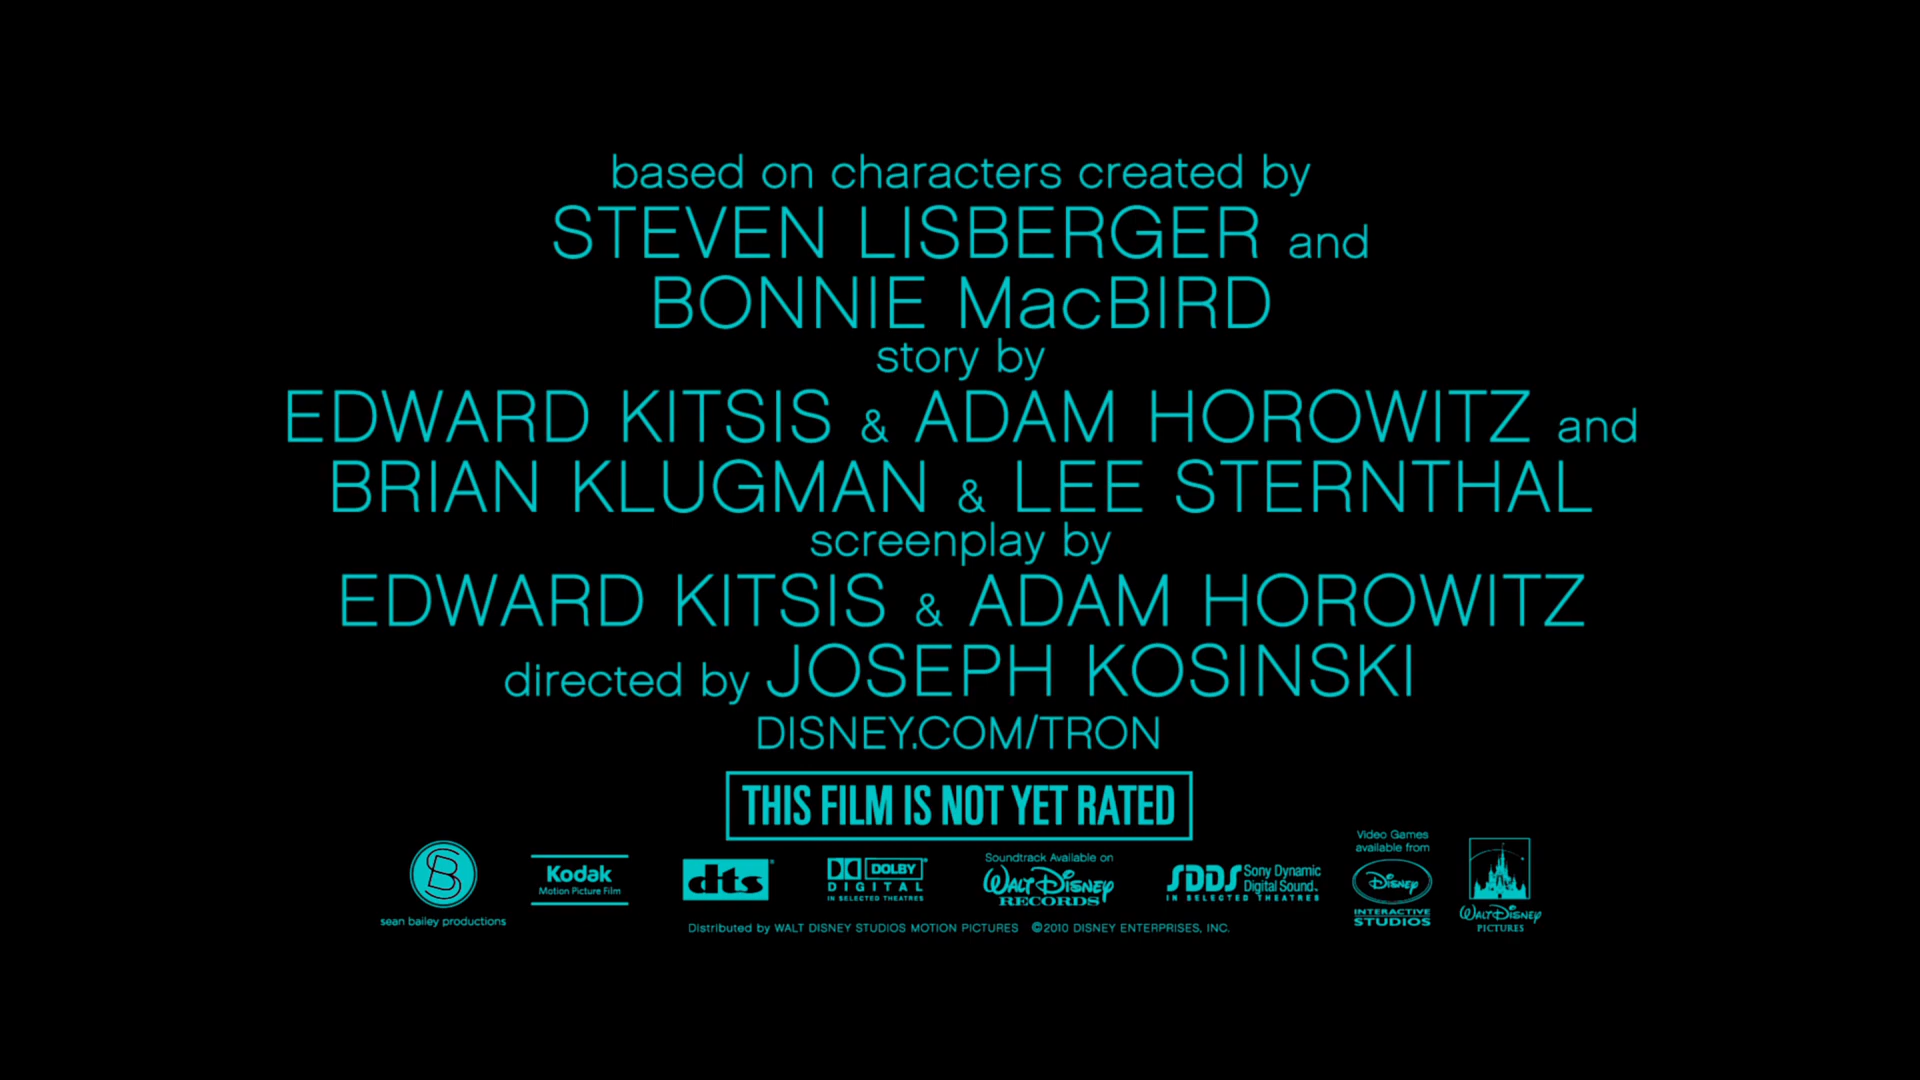 based on characters created by
STEVEN LISBERGER and
BONNIE MacBIRD
story by
EDWARD KITSIS & ADAM HOROWITZ and
BRIAN KLUGMAN & LEE STERNTHAL
screenplay by
EDWARD KITSIS & ADAM HOROWITZ
directed by JOSEPH KOSINSKI
DISNEY.COM/TRON
THIS FILM IS NOT YET RATED
B
sean bailey productions
Kodak
Motion Picture Film
dts
DOLBY
DIGITAL
IN SELECTED THEATRES
Soundtrack Available on
WALT DISNEY
RECORDS
SDDS Sony Dynamic
Digital Sound.
IN SELECTED THEATRES
Video Games
available from
Disney
INTERACTIVE
STUDIOS
WALT DISNEY
PICTURES
Distributed by WALT DISNEY STUDIOS MOTION PICTURES ©2010 DISNEY ENTERPRISES, INC.